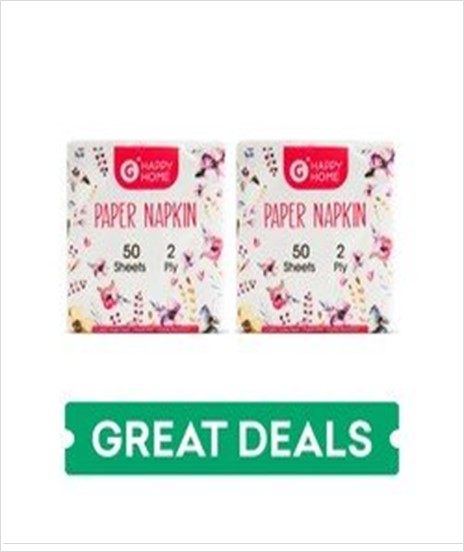 G HAPPY HOME
PAPER NAPKIN
50 Sheets 2 Ply
G HAPPY HOME
PAPER NAPKIN
50 Sheets 2 Ply
GREAT DEALS